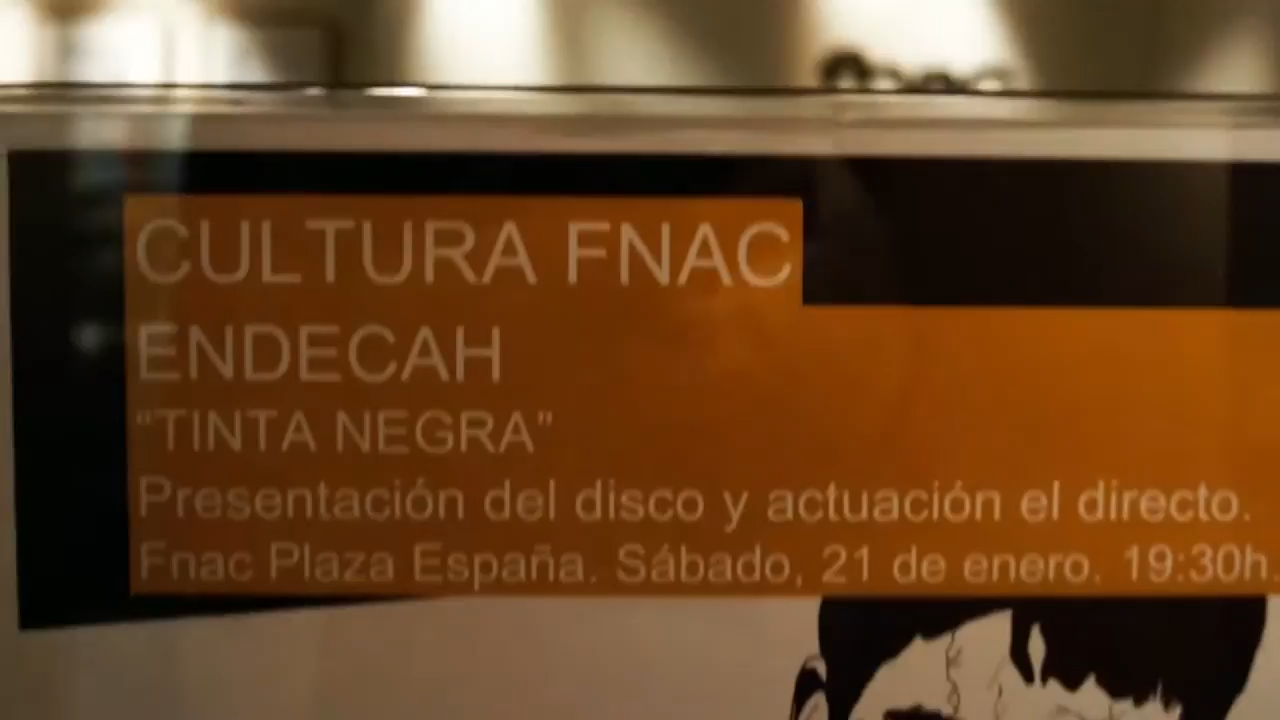 CULTURA FNAC
ENDECAH
“TINTA NEGRA”
Presentación del disco y actuación el directo.
Fnac Plaza España. Sábado, 21 de enero. 19:30h.